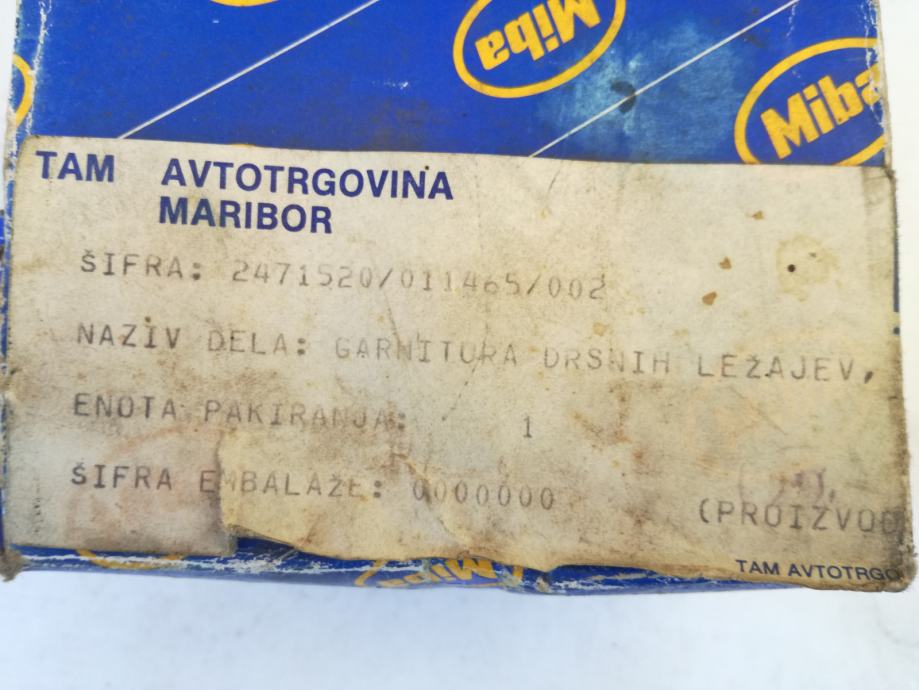 Miba
Miba
TAM AVTOTRGOVINA
MARIBOR
ŠIFRA: 2471520/011465/002
NAZIV DELA: GARNITURA DRSNIH LEŽAJEV,
ENOTA PAKIRANJA: 1
ŠIFRA EMBALAŽE: 0000000
(PROIZVOD
TAM AVTOTRGO
Miba